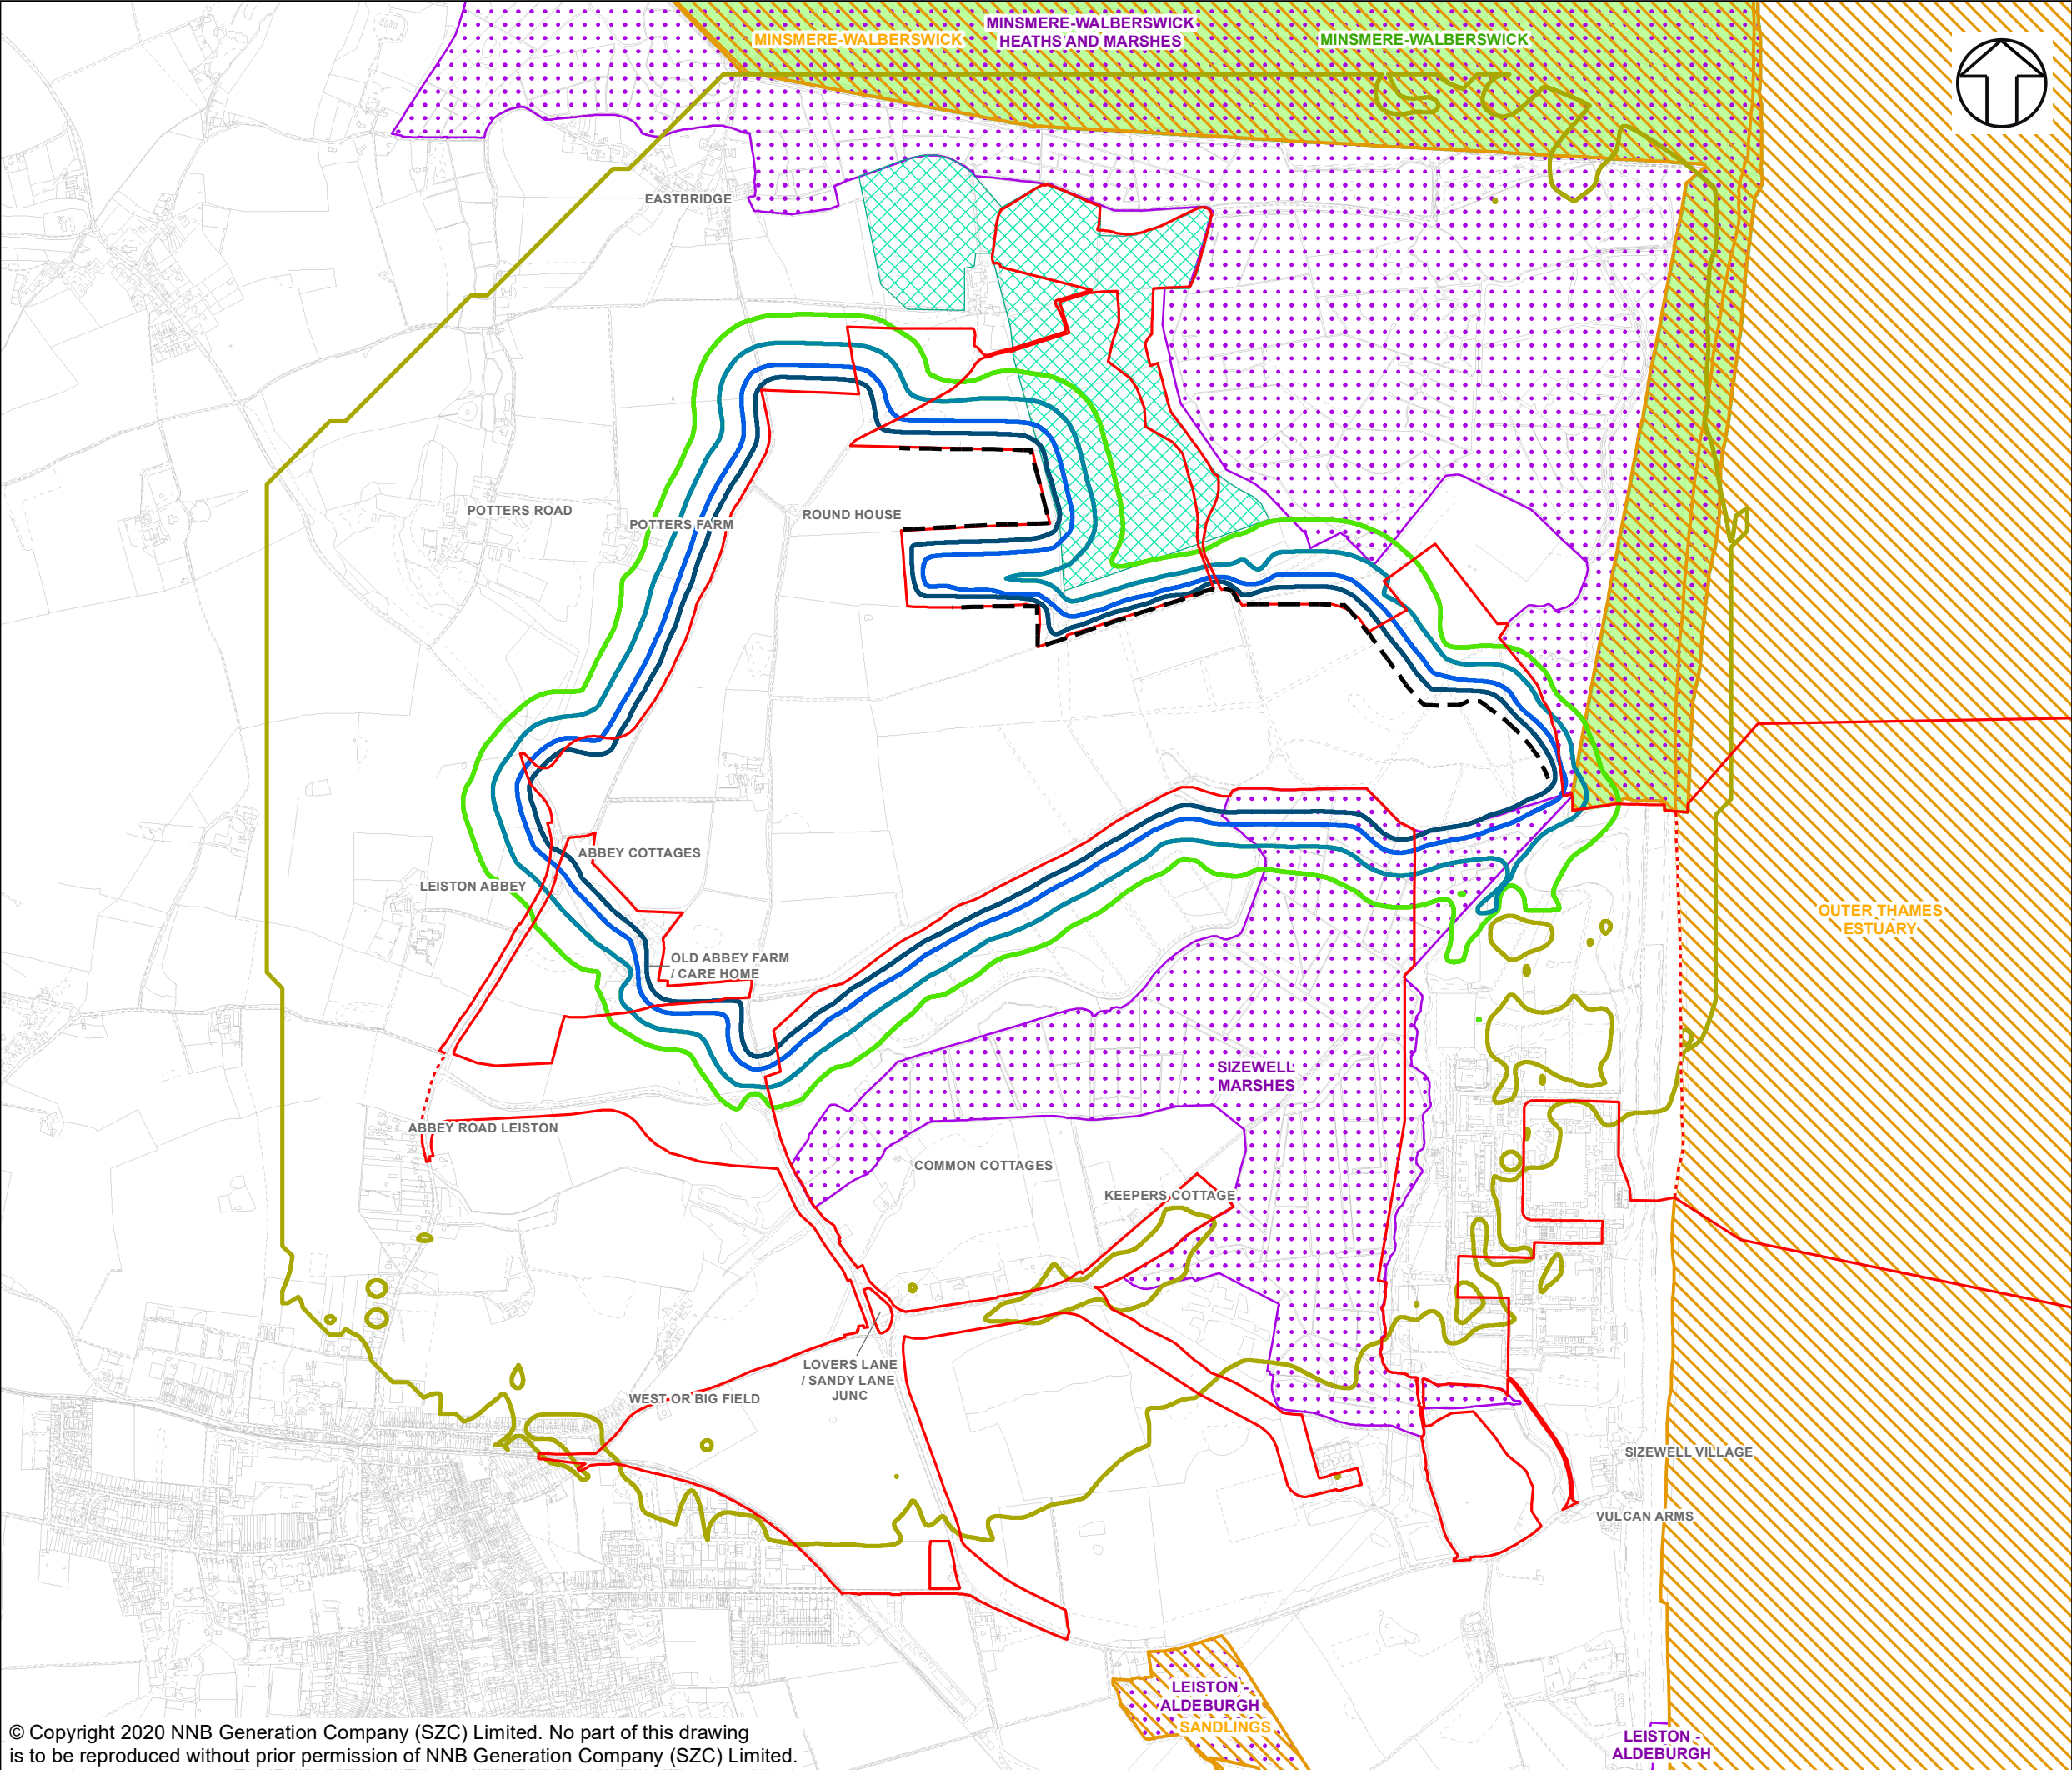 MINSMERE-WALBERSWICK
HEATHS AND MARSHES
MINSMERE-WALBERSWICK
MINSMERE-WALBERSWICK
EASTBRIDGE
POTTERS ROAD
POTTERS FARM
ROUND HOUSE
ABBEY COTTAGES
LEISTON ABBEY
OUTER THAMES
ESTUARY
OLD ABBEY FARM
/ CARE HOME
SIZEWELL
MARSHES
ABBEY ROAD LEISTON
COMMON COTTAGES
KEEPERS COTTAGE
LOVERS LANE
/ SANDY LANE
JUNC
WEST OR BIG FIELD
SIZEWELL VILLAGE
VULCAN ARMS
LEISTON -
ALDEBURGH
SANDLINGS
LEISTON -
ALDEBURGH
© Copyright 2020 NNB Generation Company (SZC) Limited. No part of this drawing
is to be reproduced without prior permission of NNB Generation Company (SZC) Limited.